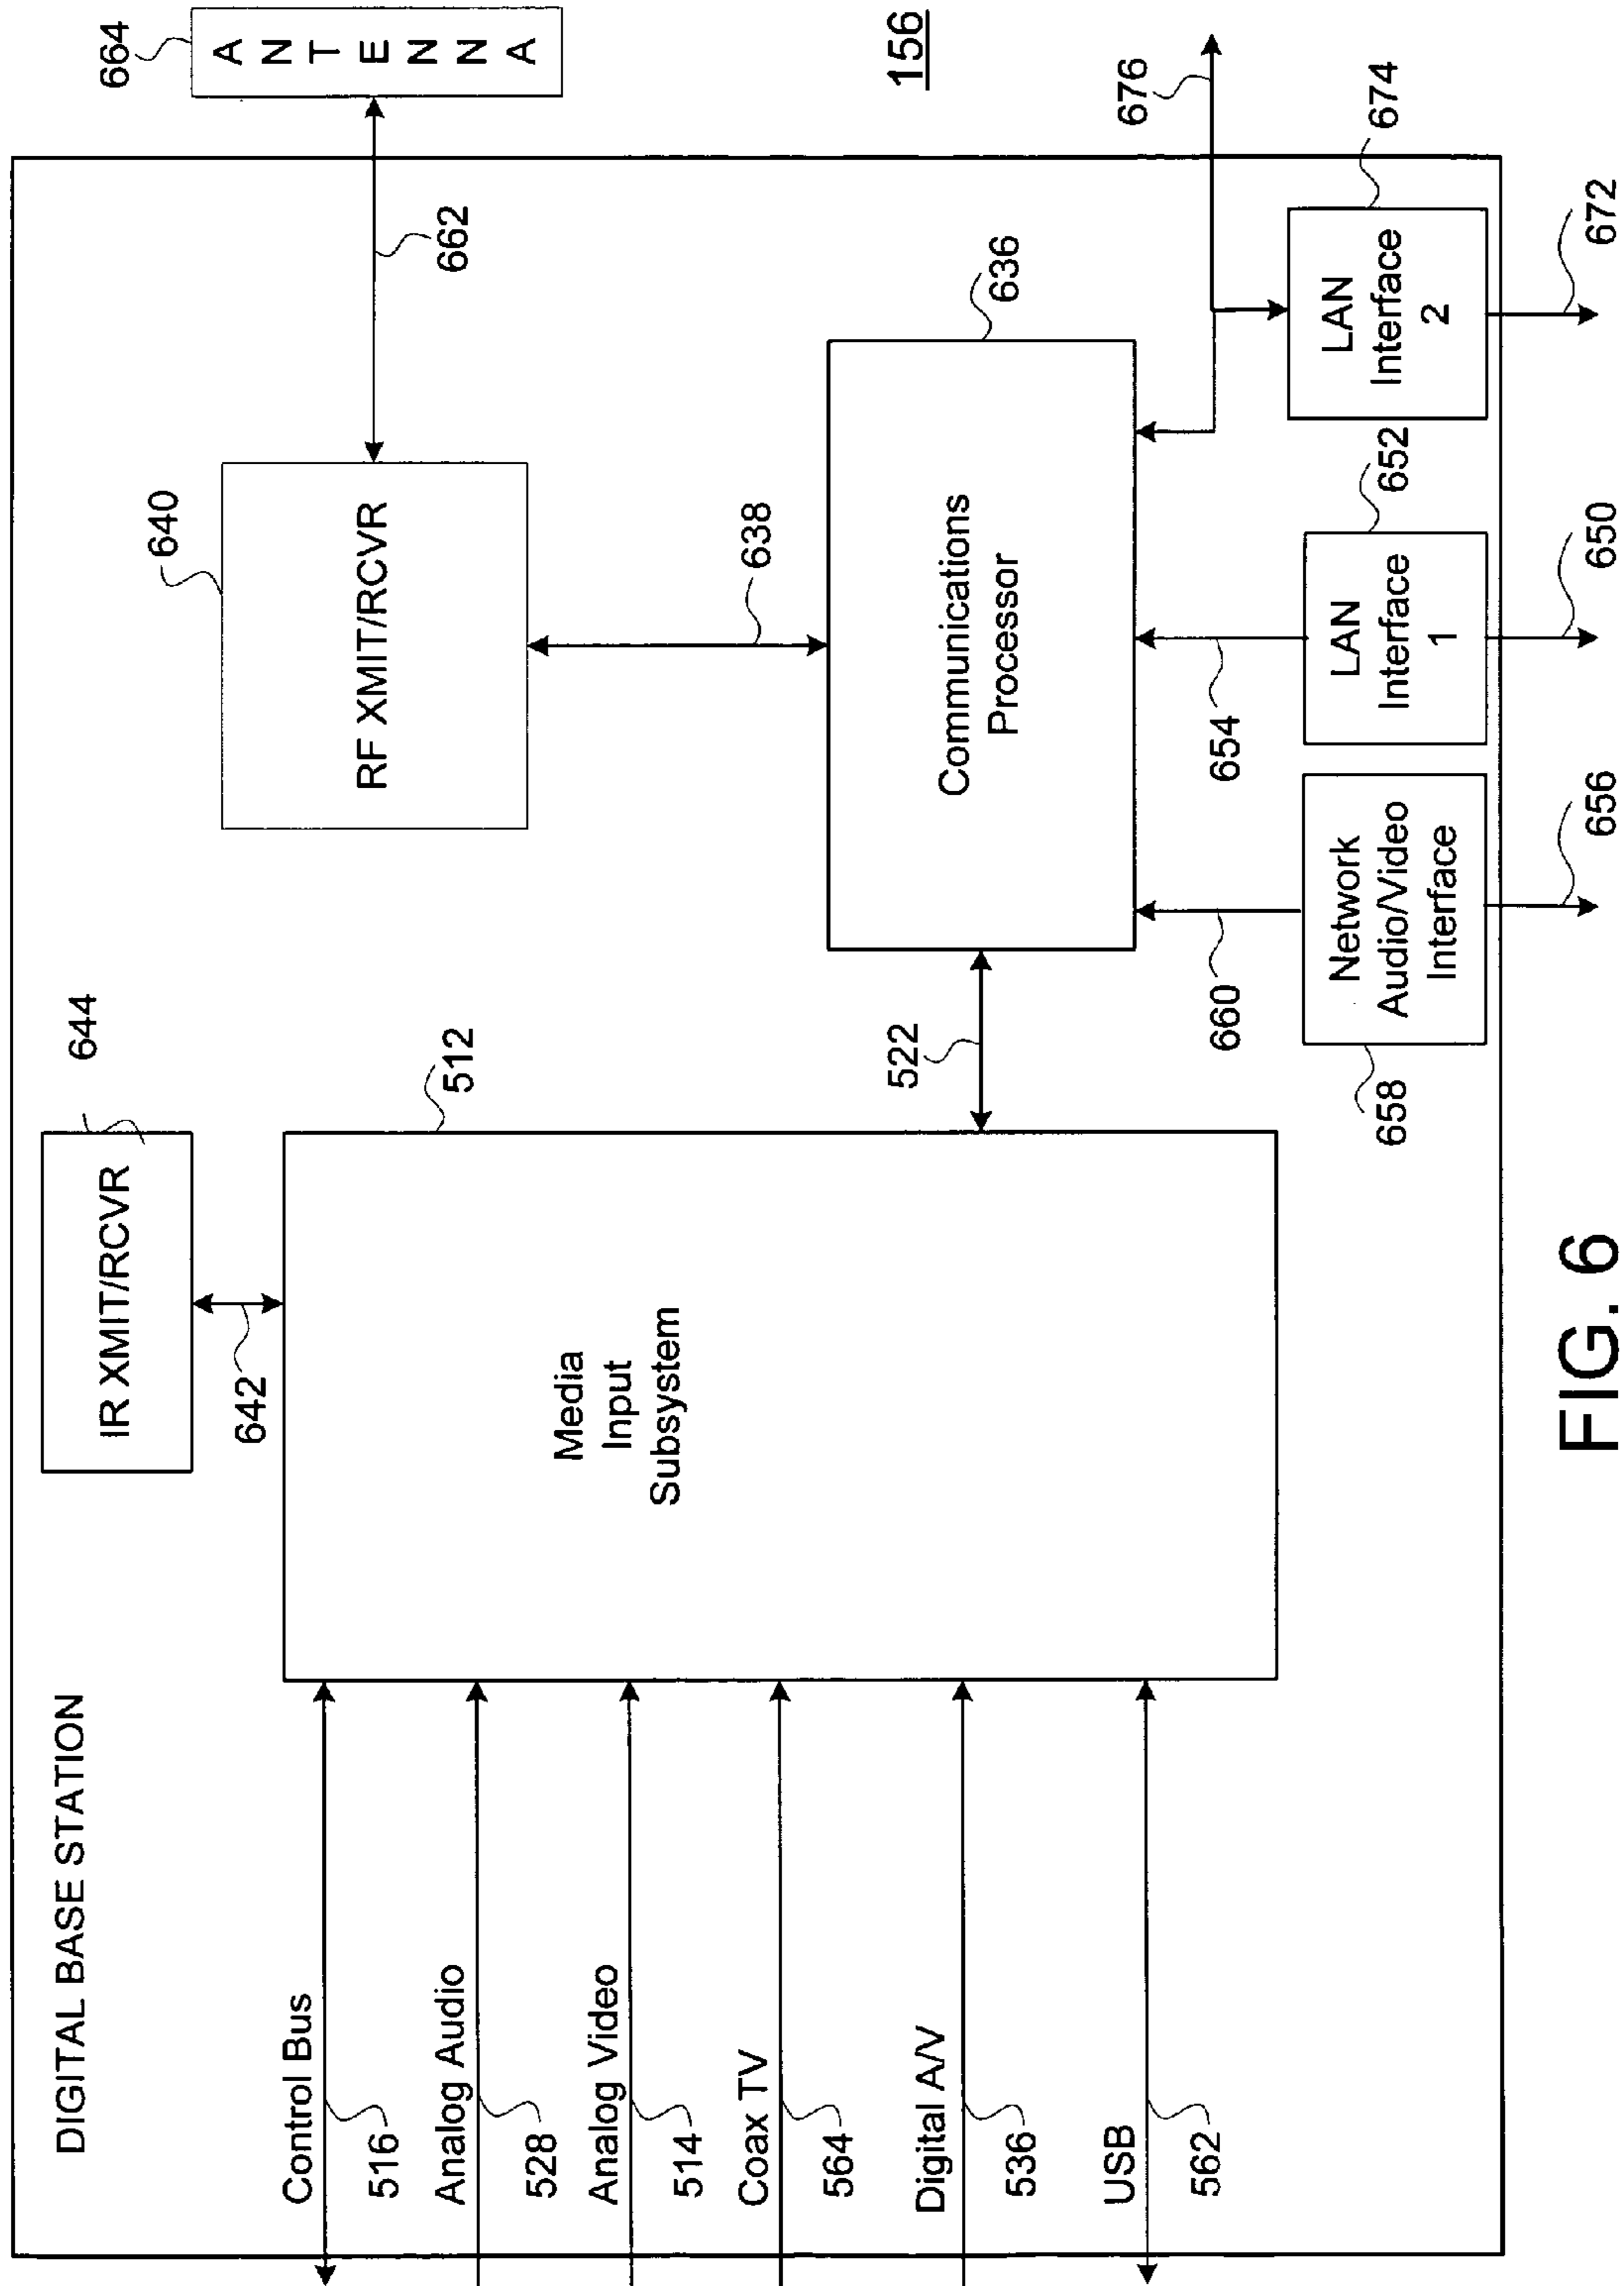 DIGITAL BASE STATION
644
IR XMIT/RCVR
642
512
Media
Input
Subsystem
Control Bus
516
Analog Audio
528
Analog Video
514
Coax TV
564
Digital A/V
536
USB
562
522
640
RF XMIT/RCVR
638
662
664
A
N
T
E
N
N
A
156
636
Communications
Processor
676
660
654
658
Network
Audio/Video
Interface
656
652
LAN
Interface
1
650
674
LAN
Interface
2
672
FIG. 6